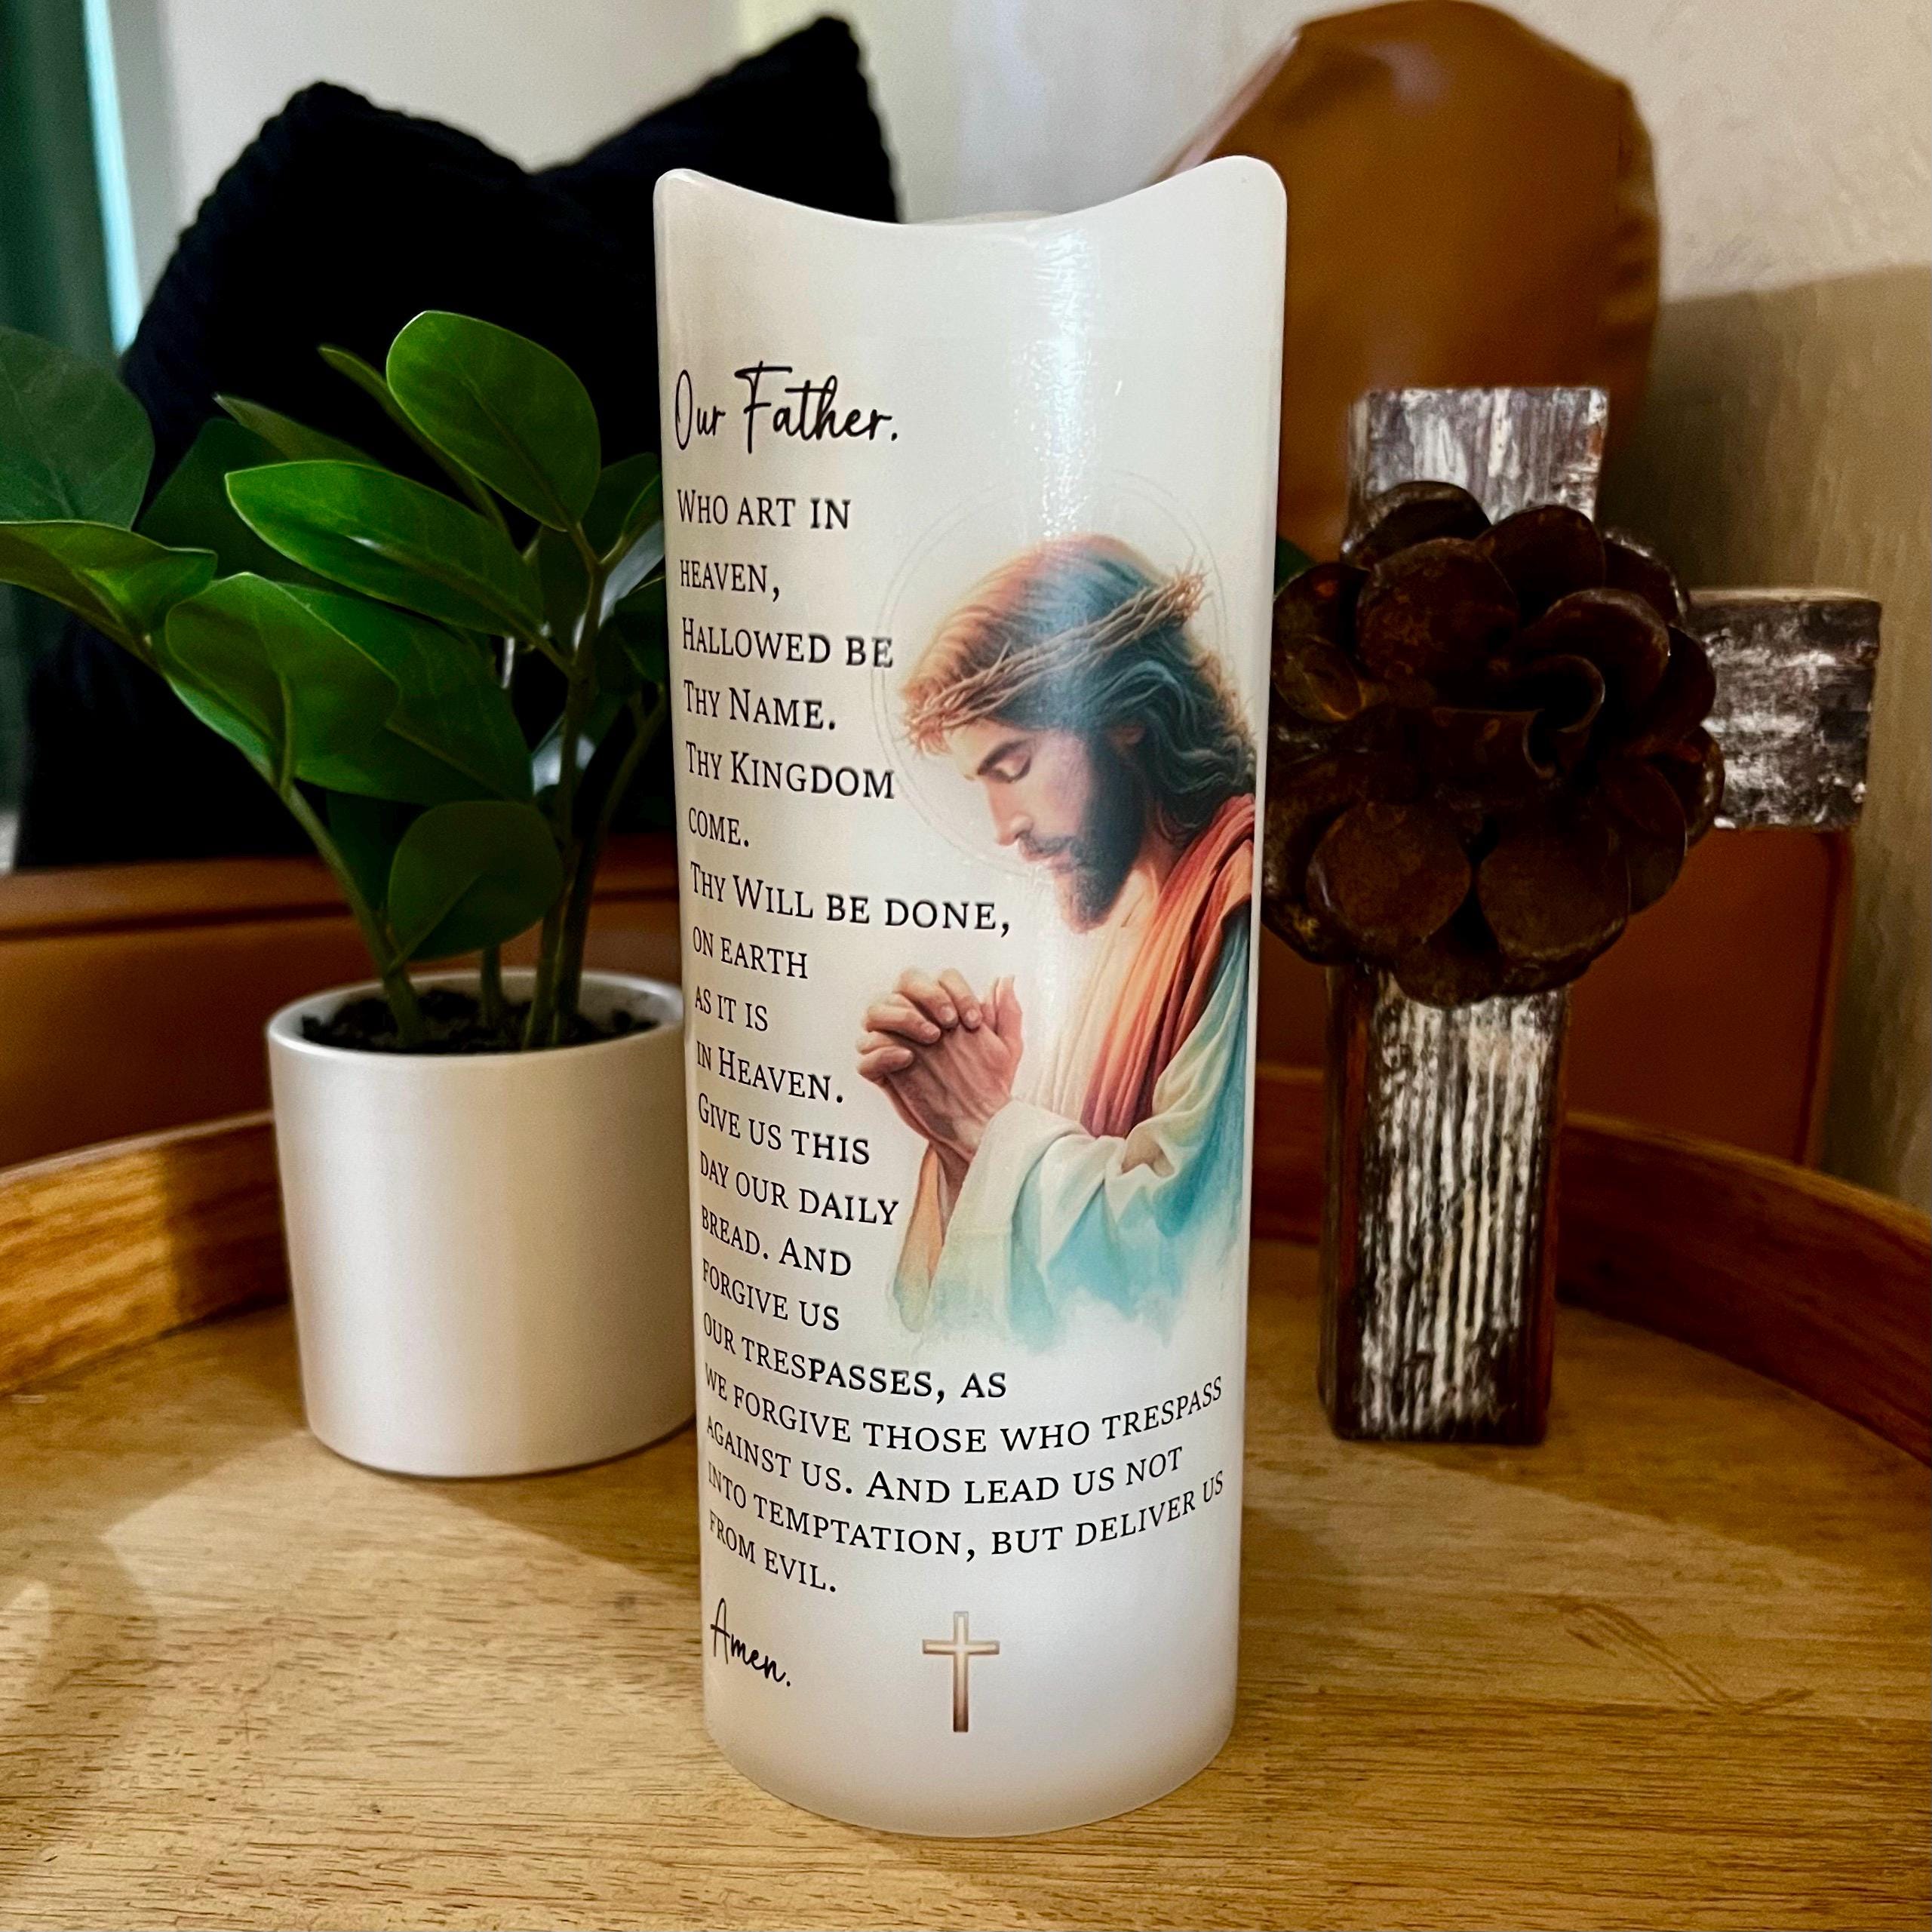 Our Father.
Who art in
heaven,
Hallowed be
Thy Name.
Thy Kingdom
come.
Thy Will be done,
on earth
as it is
in Heaven.
Give us this
day our daily
bread. And
forgive us
our trespasses, as
we forgive those who trespass
against us. And lead us not
into temptation, but deliver us
from evil.
Amen.